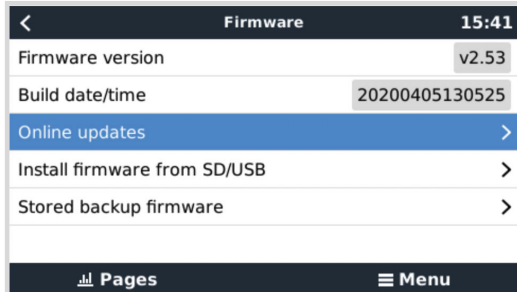 Firmware 15:41
Firmware version v2.53
Build date/time 20200405130525
Online updates
Install firmware from SD/USB
Stored backup firmware
Pages Menu